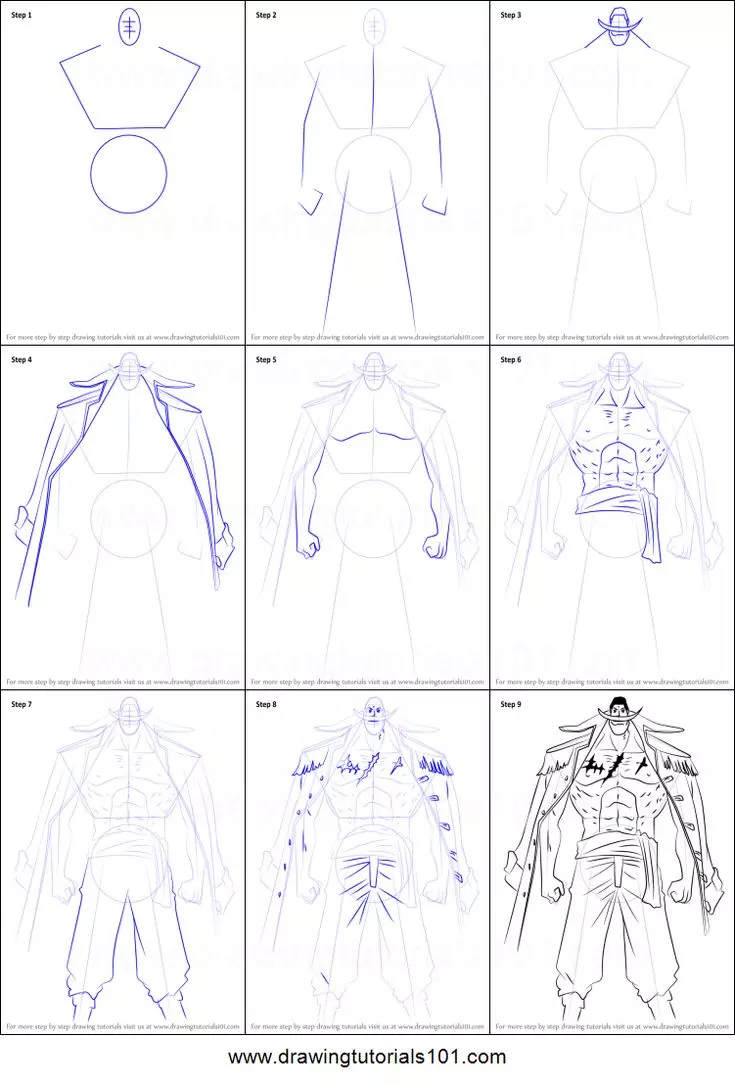 Step 1
Step 2
Step 3
For more step by step drawing tutorials visit us at www.drawingtutorials101.com
For more step by step drawing tutorials visit us at www.drawingtutorials101.com
For more step by step drawing tutorials visit us at www.drawingtutorials101.com
Step 4
Step 5
Step 6
For more step by step drawing tutorials visit us at www.drawingtutorials101.com
For more step by step drawing tutorials visit us at www.drawingtutorials101.com
For more step by step drawing tutorials visit us at www.drawingtutorials101.com
Step 7
Step 8
Step 9
For more step by step drawing tutorials visit us at www.drawingtutorials101.com
For more step by step drawing tutorials visit us at www.drawingtutorials101.com
For more step by step drawing tutorials visit us at www.drawingtutorials101.com
www.drawingtutorials101.com